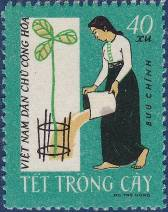 VIỆT NAM DÂN CHỦ CỘNG HÒA
40
XU
BƯU CHÍNH
TẾT TRỒNG CÂY